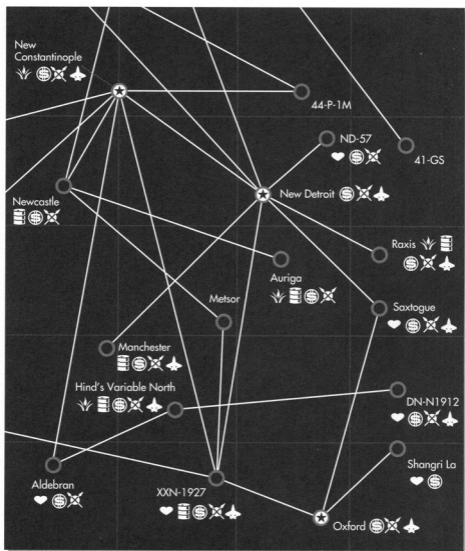 New
Constantinople
44-P-1M
ND-57
41-GS
Newcastle
New Detroit
Raxis
Auriga
Metsor
Saxtogue
Manchester
Hind's Variable North
DN-N1912
Shangri La
Aldebran
XXN-1927
Oxford